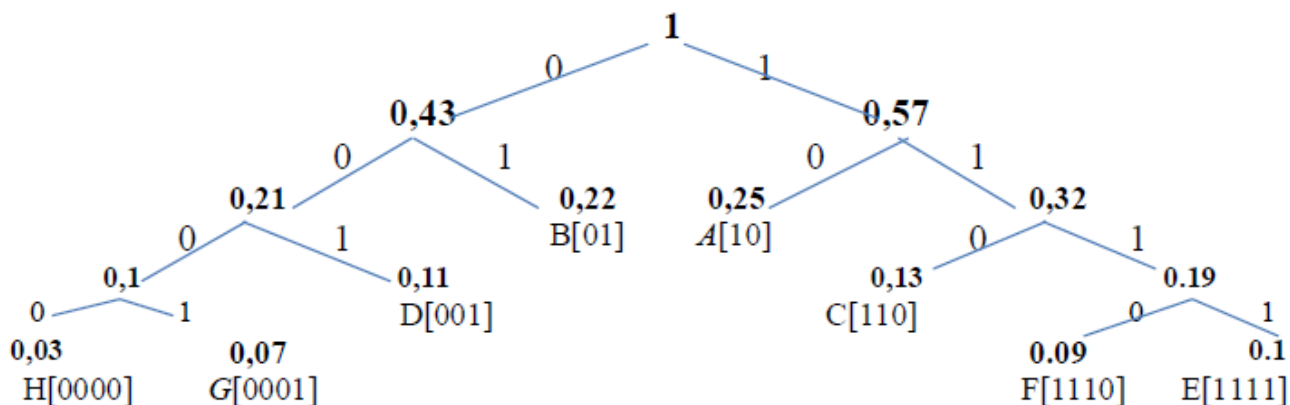 1
0 1
0,43 0,57
0 1 0 1
0,21 0,22 0,25 0,32
B[01] A[10]
0 1 0 1
0,1 0,11 0,13 0.19
D[001] C[110]
0 1 0 1
0,03 0,07 0.09 0.1
H[0000] G[0001] F[1110] E[1111]